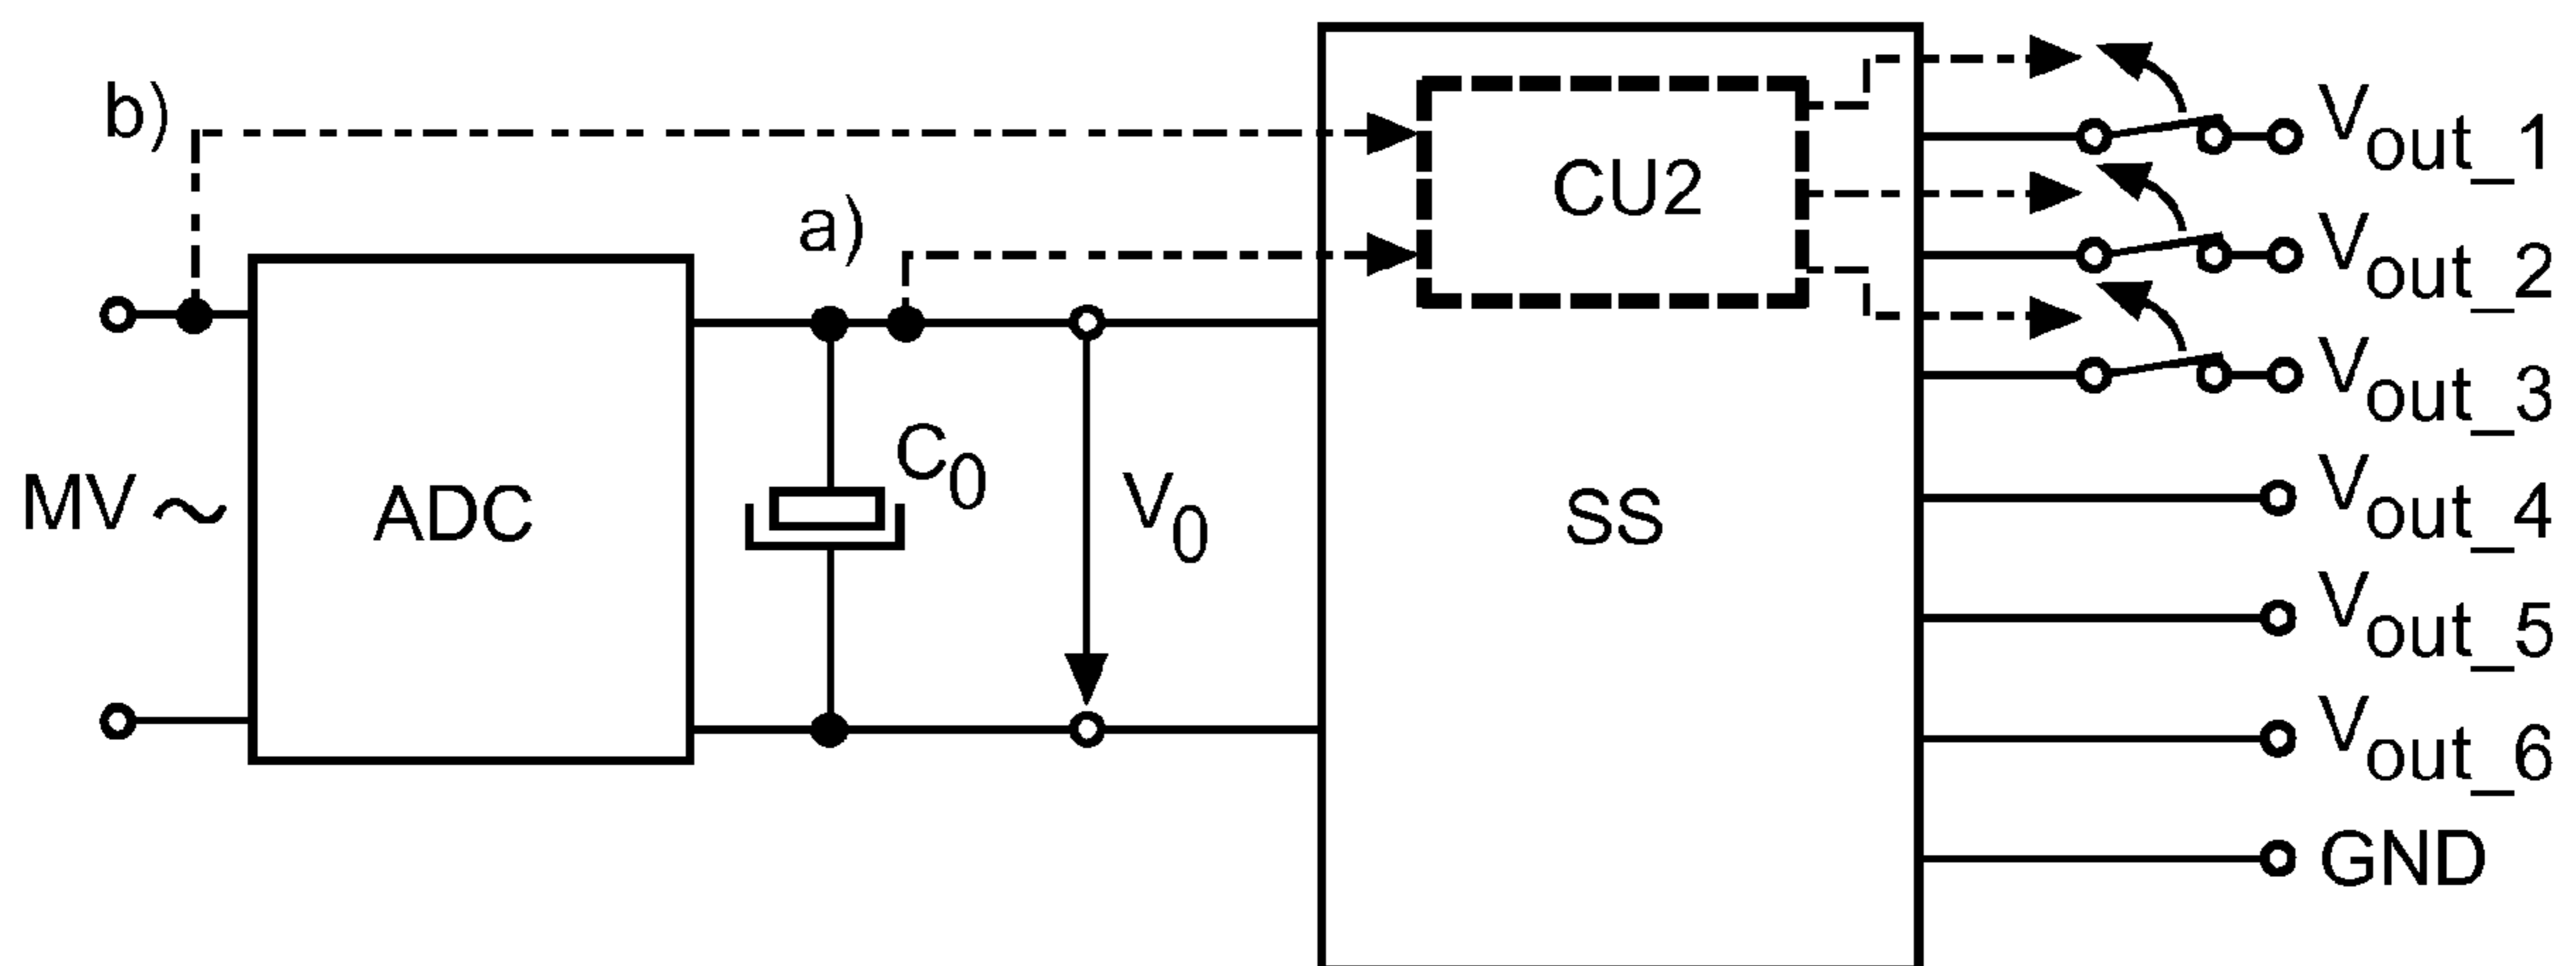 b)
a)
MV ~
ADC
C0
V0
CU2
SS
Vout_1
Vout_2
Vout_3
Vout_4
Vout_5
Vout_6
GND